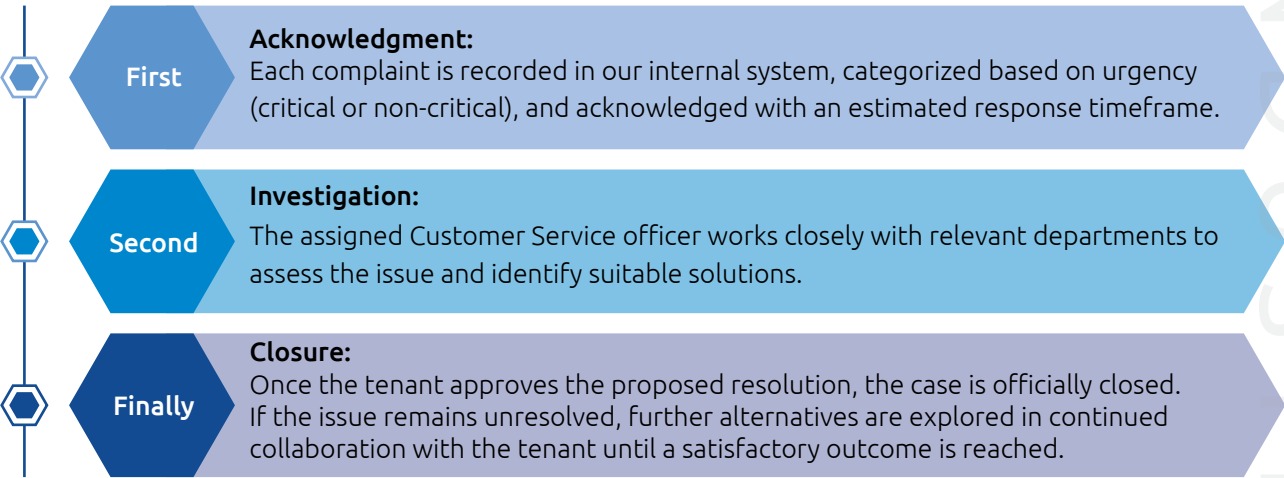 First
Acknowledgment:
Each complaint is recorded in our internal system, categorized based on urgency
(critical or non-critical), and acknowledged with an estimated response timeframe.
Second
Investigation:
The assigned Customer Service officer works closely with relevant departments to
assess the issue and identify suitable solutions.
Finally
Closure:
Once the tenant approves the proposed resolution, the case is officially closed.
If the issue remains unresolved, further alternatives are explored in continued
collaboration with the tenant until a satisfactory outcome is reached.